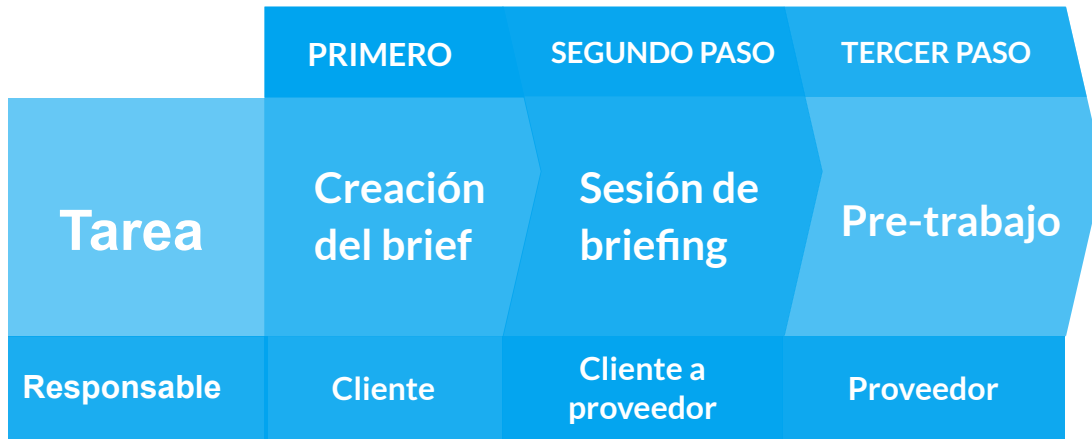 PRIMERO
SEGUNDO PASO
TERCER PASO
Tarea
Creación
del brief
Sesión de
briefing
Pre-trabajo
Responsable
Cliente
Cliente a
proveedor
Proveedor